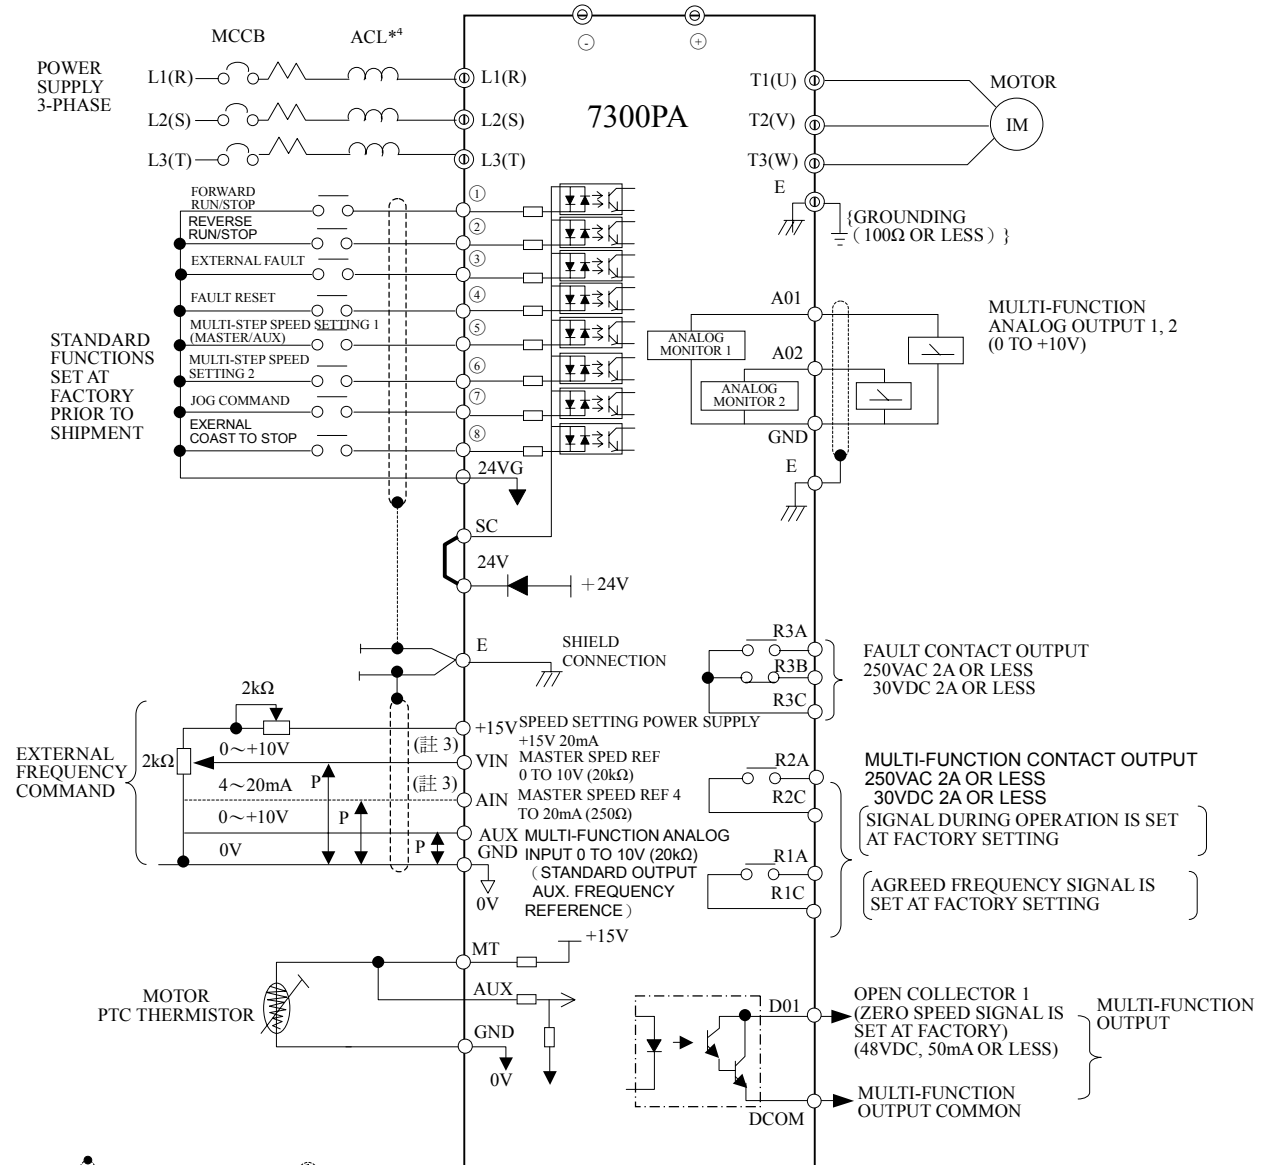 MCCB
ACL*4
POWER
SUPPLY
3-PHASE
L1(R)
L2(S)
L3(T)
L1(R)
L2(S)
L3(T)
-
+
7300PA
T1(U)
T2(V)
T3(W)
E
MOTOR
IM
{GROUNDING
(100Ω OR LESS) }
STANDARD
FUNCTIONS
SET AT
FACTORY
PRIOR TO
SHIPMENT
FORWARD
RUN/STOP
①
REVERSE
RUN/STOP
②
EXTERNAL FAULT
③
FAULT RESET
④
MULTI-STEP SPEED SETTING 1
(MASTER/AUX)
⑤
MULTI-STEP SPEED
SETTING 2
⑥
JOG COMMAND
⑦
EXERNAL
COAST TO STOP
⑧
24VG
SC
24V
+24V
E
SHIELD
CONNECTION
A01
ANALOG
MONITOR 1
A02
ANALOG
MONITOR 2
GND
E
MULTI-FUNCTION
ANALOG OUTPUT 1, 2
(0 TO +10V)
R3A
R3B
R3C
FAULT CONTACT OUTPUT
250VAC 2A OR LESS
30VDC 2A OR LESS
EXTERNAL
FREQUENCY
COMMAND
2kΩ
2kΩ
0~+10V
(註 3)
4~20mA
P
(註 3)
0~+10V
P
0V
P
+15V
SPEED SETTING POWER SUPPLY
+15V 20mA
VIN
MASTER SPED REF
0 TO 10V (20kΩ)
AIN
MASTER SPEED REF 4
TO 20mA (250Ω)
AUX
GND
MULTI-FUNCTION ANALOG
INPUT 0 TO 10V (20kΩ)
(STANDARD OUTPUT
AUX. FREQUENCY
REFERENCE)
0V
R2A
R2C
R1A
R1C
MULTI-FUNCTION CONTACT OUTPUT
250VAC 2A OR LESS
30VDC 2A OR LESS
SIGNAL DURING OPERATION IS SET
AT FACTORY SETTING
AGREED FREQUENCY SIGNAL IS
SET AT FACTORY SETTING
MOTOR
PTC THERMISTOR
MT
+15V
AUX
GND
0V
D01
DCOM
OPEN COLLECTOR 1
(ZERO SPEED SIGNAL IS
SET AT FACTORY)
(48VDC, 50mA OR LESS)
MULTI-FUNCTION
OUTPUT
MULTI-FUNCTION
OUTPUT COMMON